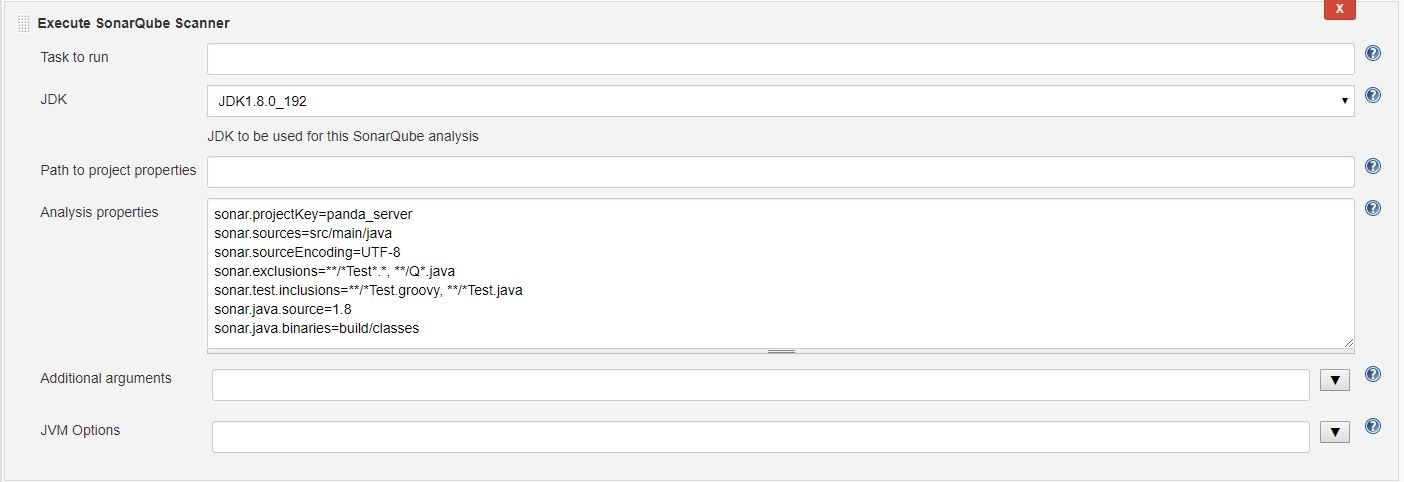 X
Execute SonarQube Scanner
Task to run
JDK
JDK1.8.0_192
JDK to be used for this SonarQube analysis
Path to project properties
Analysis properties
sonar.projectKey=panda_server
sonar.sources=src/main/java
sonar.sourceEncoding=UTF-8
sonar.exclusions=**/*Test*.*, **/Q*.java
sonar.test.inclusions=**/*Test.groovy, **/*Test.java
sonar.java.source=1.8
sonar.java.binaries=build/classes
Additional arguments
JVM Options